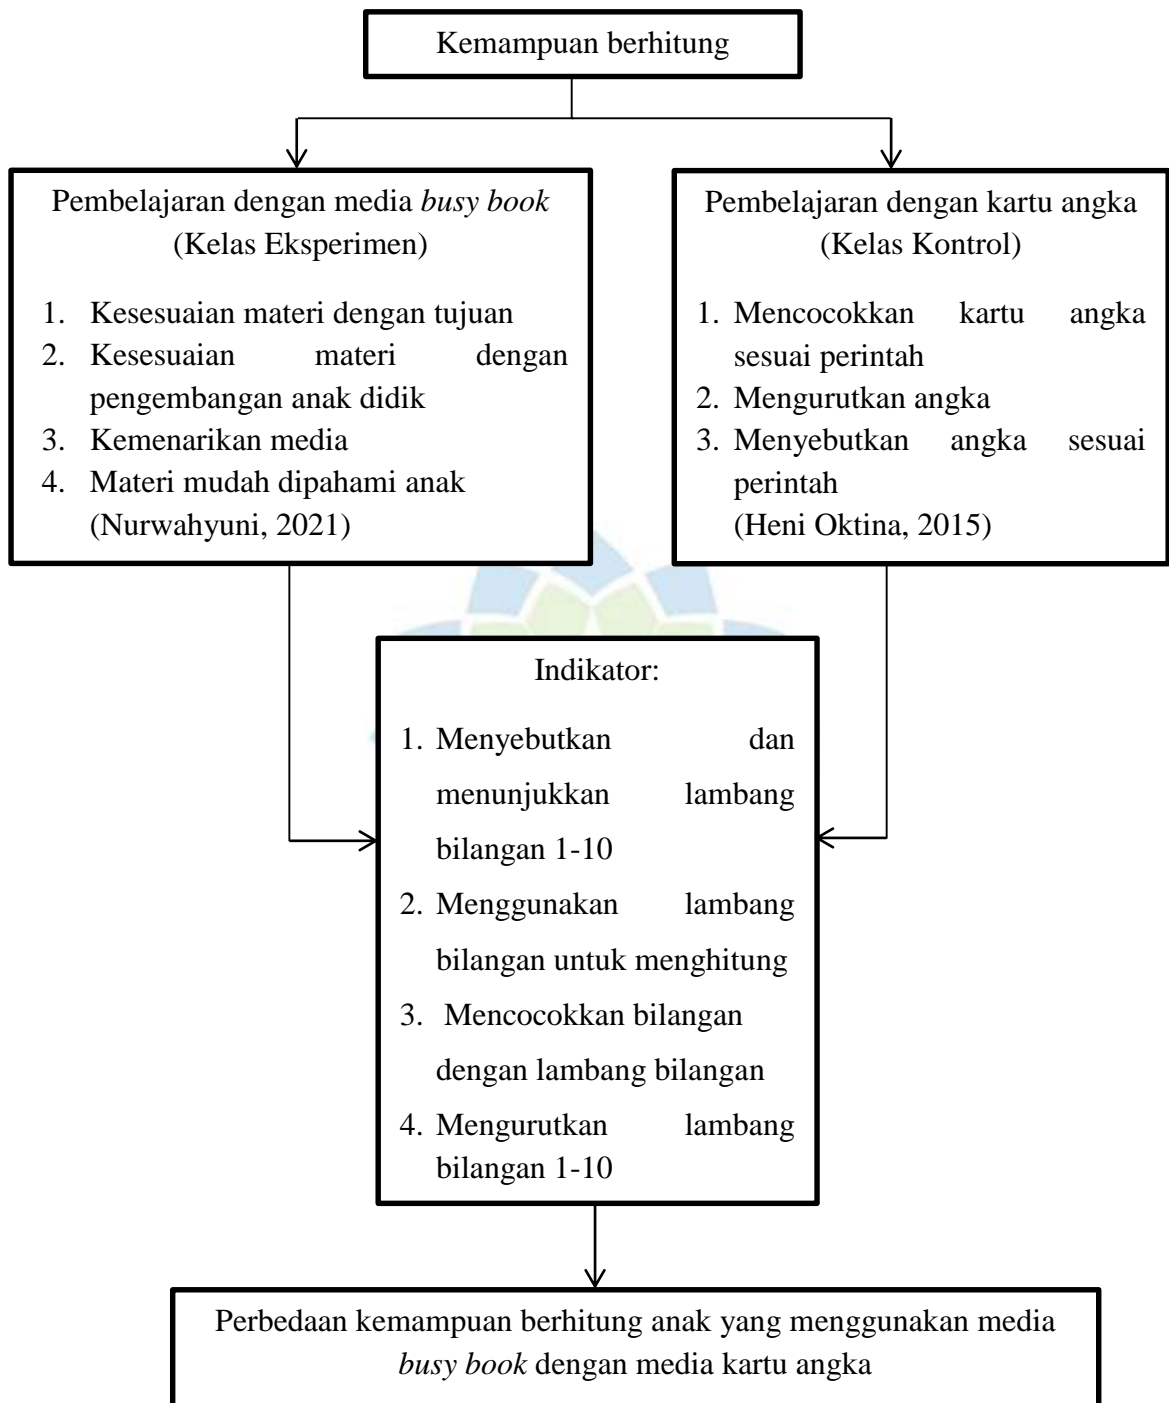 Kemampuan berhitung
Pembelajaran dengan media busy book
(Kelas Eksperimen)
1. Kesesuaian materi dengan tujuan
2. Kesesuaian materi dengan
pengembangan anak didik
3. Kemenarikan media
4. Materi mudah dipahami anak
(Nurwahyuni, 2021)
Pembelajaran dengan kartu angka
(Kelas Kontrol)
1. Mencocokkan kartu angka
sesuai perintah
2. Mengurutkan angka
3. Menyebutkan angka sesuai
perintah
(Heni Oktina, 2015)
Indikator:
1. Menyebutkan dan
menunjukkan lambang
bilangan 1-10
2. Menggunakan lambang
bilangan untuk menghitung
3. Mencocokkan bilangan
dengan lambang bilangan
4. Mengurutkan lambang
bilangan 1-10
Perbedaan kemampuan berhitung anak yang menggunakan media
busy book dengan media kartu angka